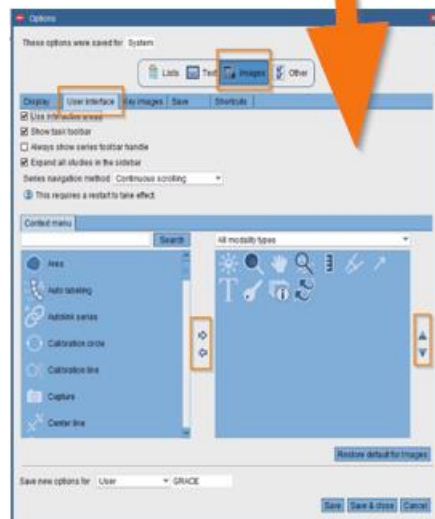 Options
These options were saved for System
Lists Text Images Other
Display User interface Key images Save Shortcuts
Use interactive areas
Show task toolbar
Always show series toolbar handle
Expand all studies in the sidebar
Series navigation method Continuous scrolling
This requires a restart to take effect
Context menu
Search All modality types
Area
Auto labeling
Autolink series
Calibration circle
Calibration line
Capture
Center line
Restore default for Images
Save new options for User GRACE
Save Save & close Cancel